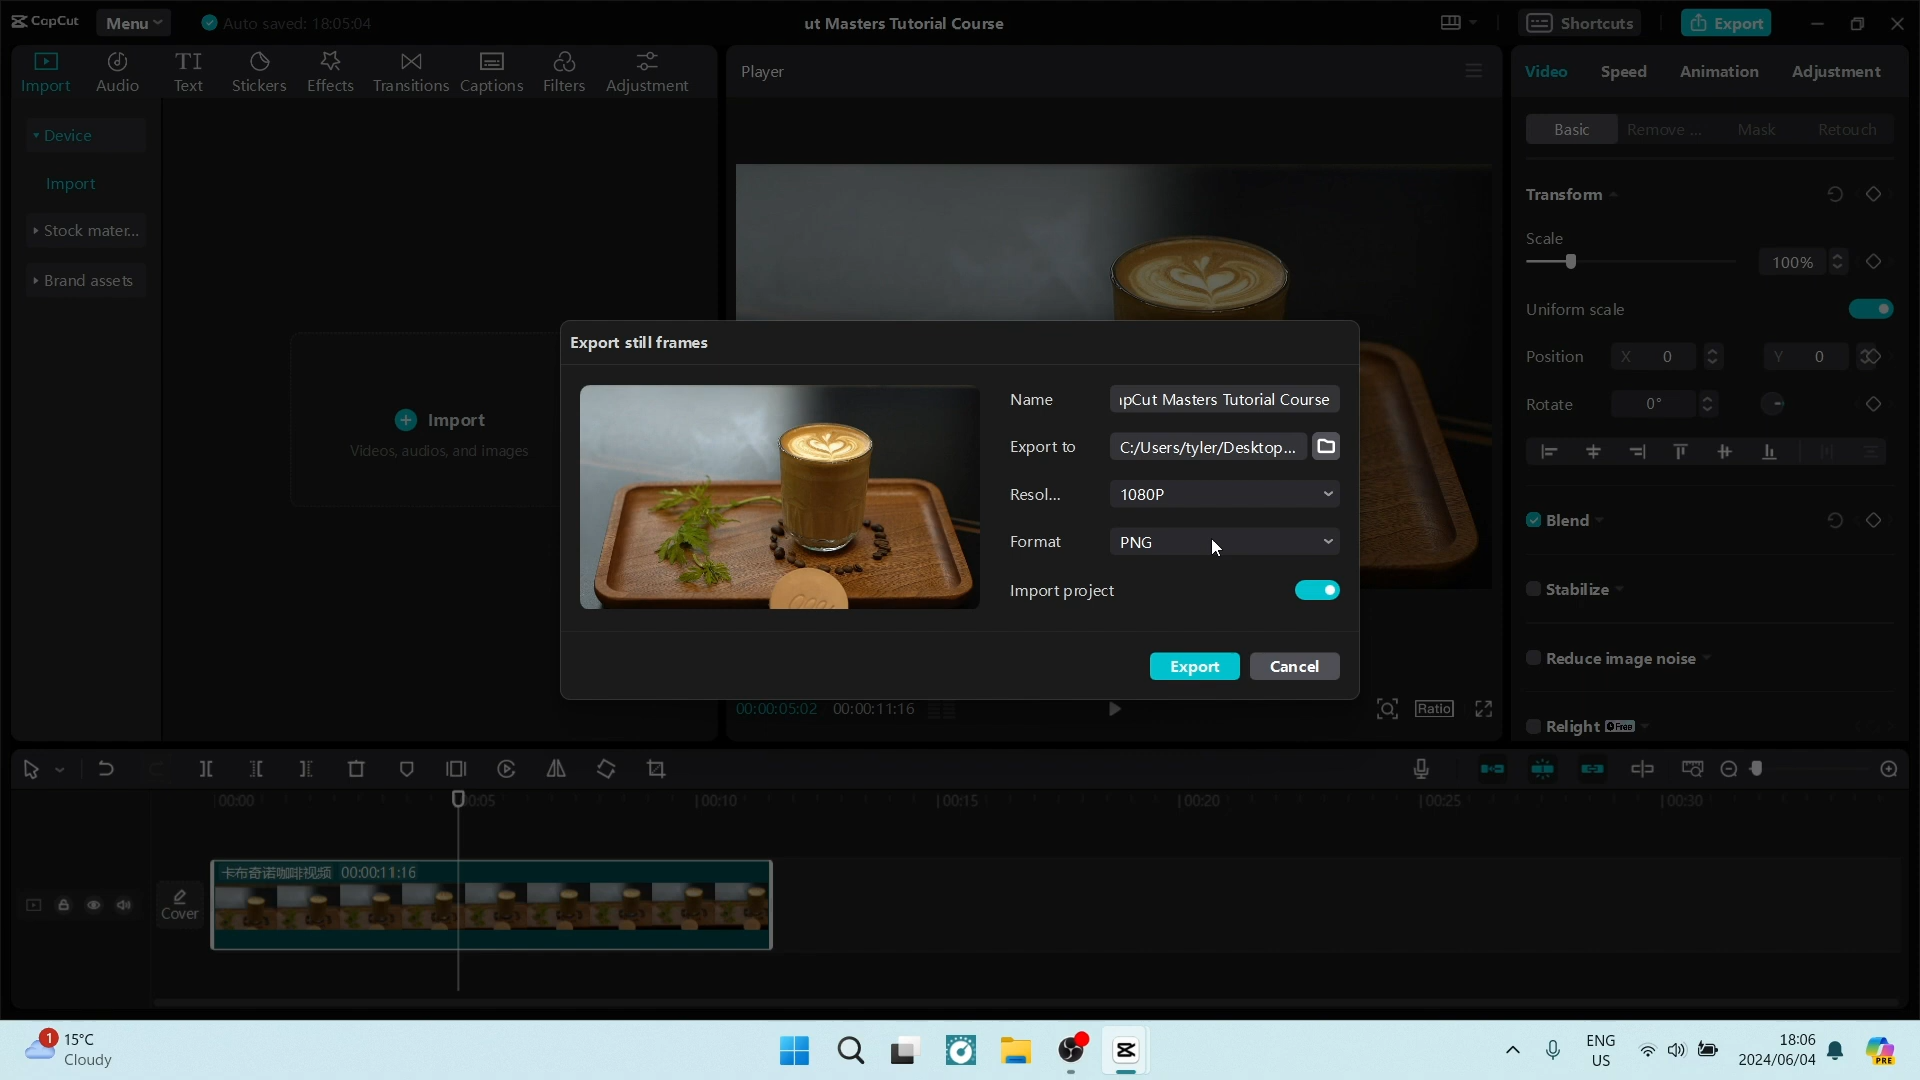 CapCut
Menu
Auto saved: 18:05:04
ut Masters Tutorial Course
Shortcuts
Export
Import
Audio
TI
Text
Stickers
Effects
Transitions
Captions
Filters
Adjustment
Player
Video
Speed
Animation
Adjustment
Device
Import
Stock mater...
Brand assets
Import
Videos, audios, and images
Basic
Remove ...
Mask
Retouch
Transform
Scale
100%
Uniform scale
Position
X 0
Y 0
Rotate
0°
Blend
Stabilize
Reduce image noise
Relight Free
Export still frames
Name
apCut Masters Tutorial Course
Export to
C:/Users/tyler/Desktop...
Resol...
1080P
Format
PNG
Import project
Export
Cancel
00:00:05:02
00:00:11:16
Ratio
00:00
00:05
00:10
00:15
00:20
00:25
00:30
卡布奇诺咖啡视频 00:00:11:16
Cover
1
15°C
Cloudy
ENG
US
18:06
2024/06/04
PRE